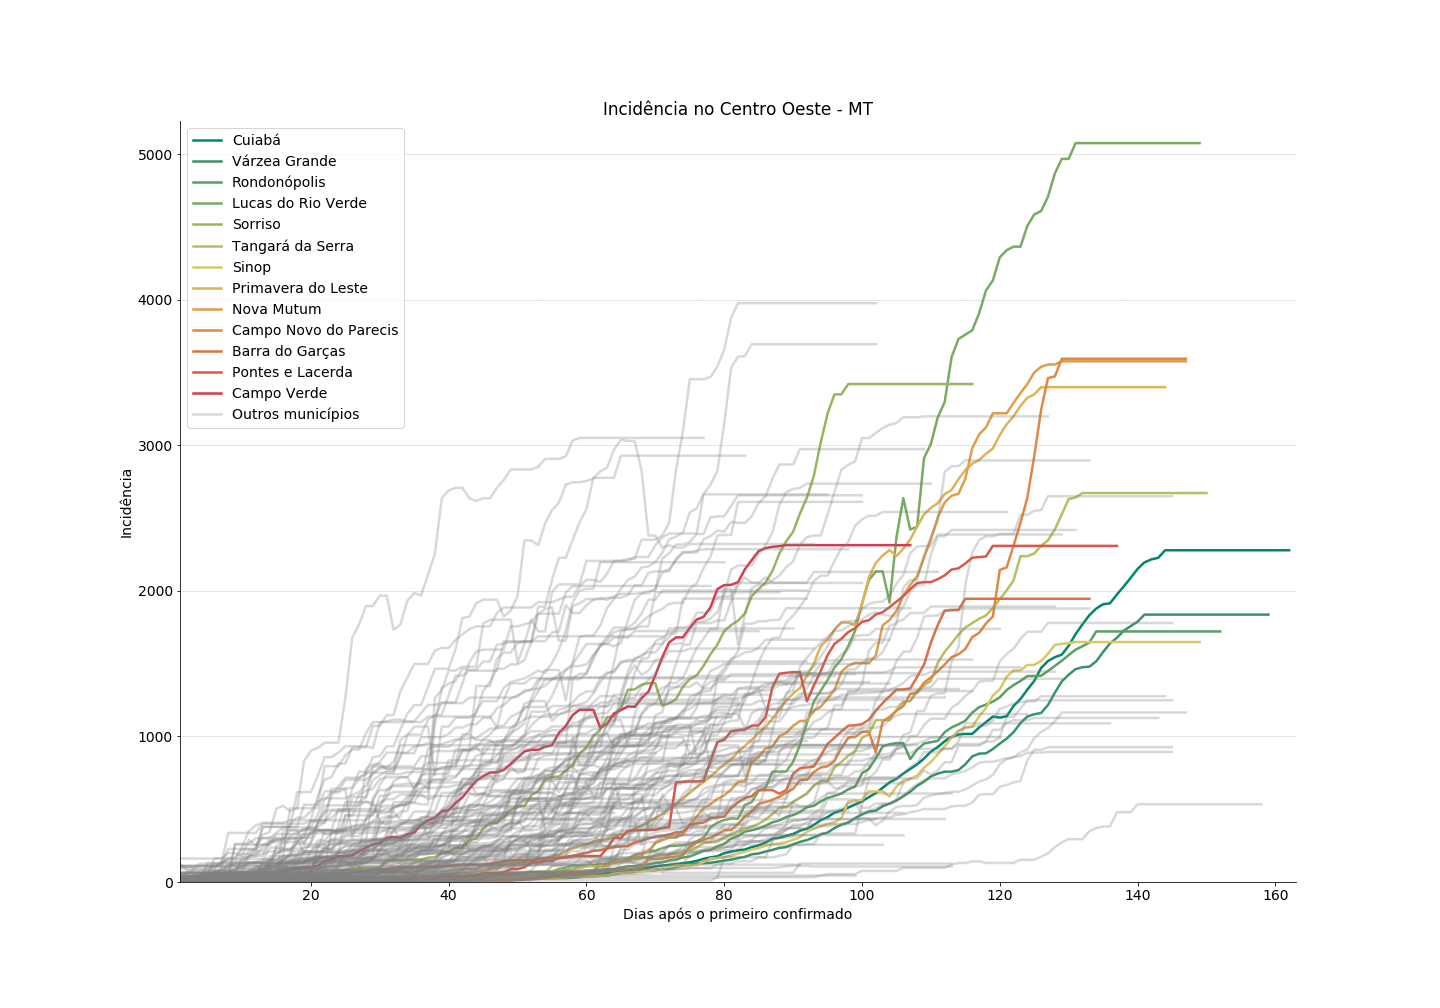 Incidência no Centro Oeste - MT
Cuiabá
Várzea Grande
Rondonópolis
Lucas do Rio Verde
Sorriso
Tangará da Serra
Sinop
Primavera do Leste
Nova Mutum
Campo Novo do Parecis
Barra do Garças
Pontes e Lacerda
Campo Verde
Outros municípios
5000
4000
3000
2000
1000
0
Incidência
20 40 60 80 100 120 140 160
Dias após o primeiro confirmado